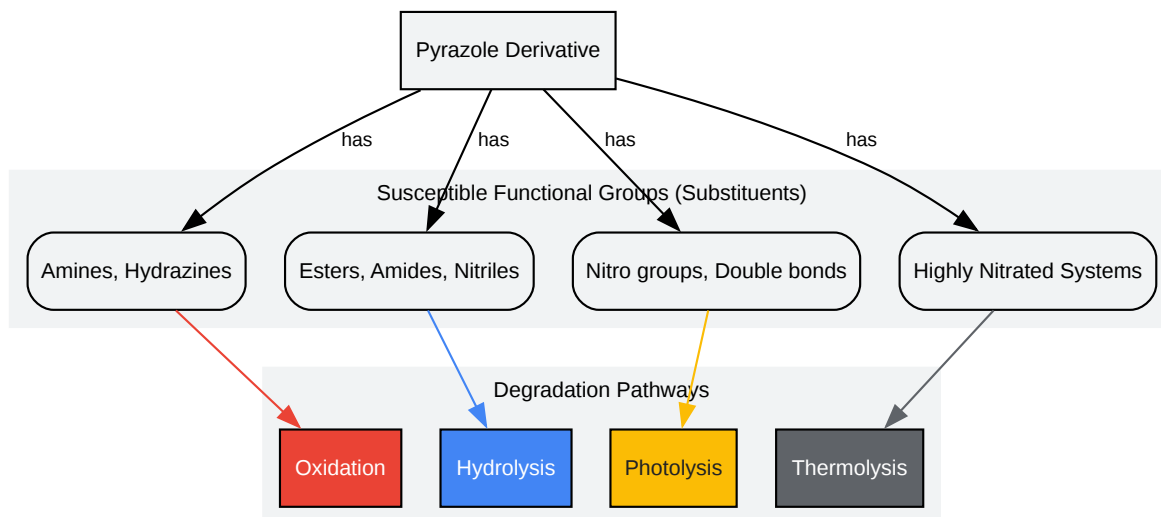 Pyrazole Derivative
has
has
has
has
Susceptible Functional Groups (Substituents)
Amines, Hydrazines
Esters, Amides, Nitriles
Nitro groups, Double bonds
Highly Nitrated Systems
Degradation Pathways
Oxidation
Hydrolysis
Photolysis
Thermolysis